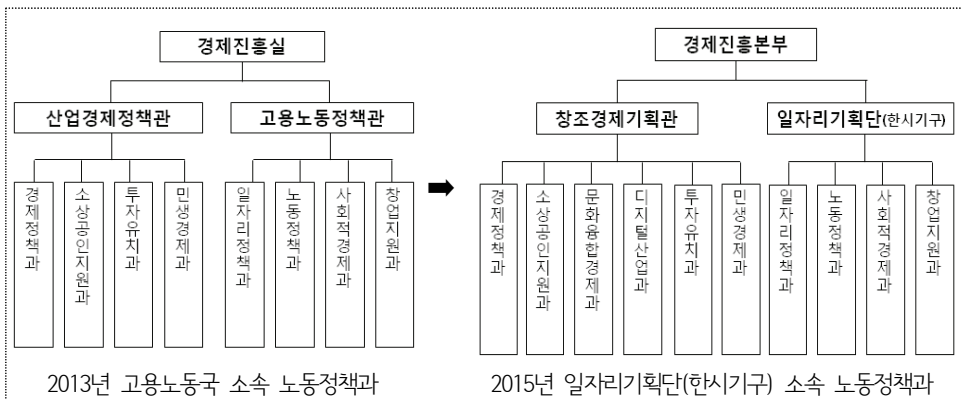 경제진흥실
산업경제정책관
고용노동정책관
경제정책과
소상공인지원과
투자유치과
민생경제과
일자리정책과
노동정책과
사회적경제과
창업지원과
2013년 고용노동국 소속 노동정책과
경제진흥본부
창조경제기획관
일자리기획단(한시기구)
경제정책과
소상공인지원과
문화융합경제과
디지털산업과
투자유치과
민생경제과
일자리정책과
노동정책과
사회적경제과
창업지원과
2015년 일자리기획단(한시기구) 소속 노동정책과